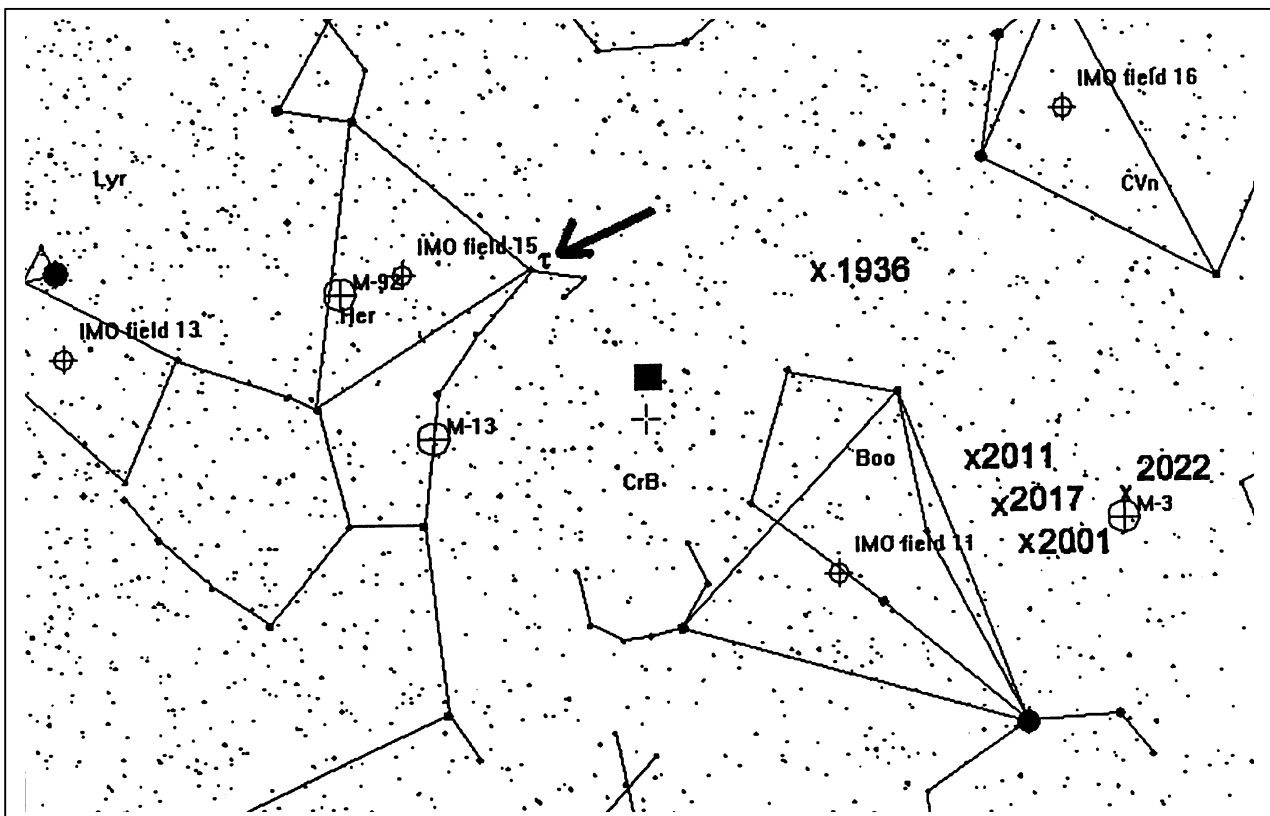 IMO field 16
Lyr
CVn
IMO field 15
τ
x 1936
M-92
Her
IMO field 13
M-13
Boo
x2011
2022
CrB
x2017
x
M-3
IMO field 11
x2001